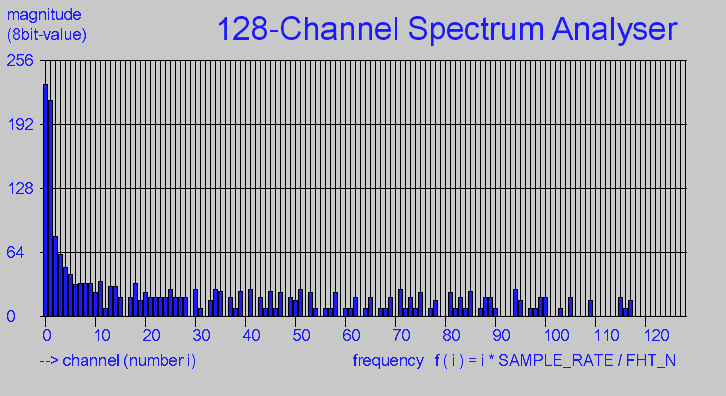 magnitude
(8bit-value)
128-Channel Spectrum Analyser
256
192
128
64
0
0 10 20 30 40 50 60 70 80 90 100 110 120
--> channel (number i)
frequency f ( i ) = i * SAMPLE_RATE / FHT_N